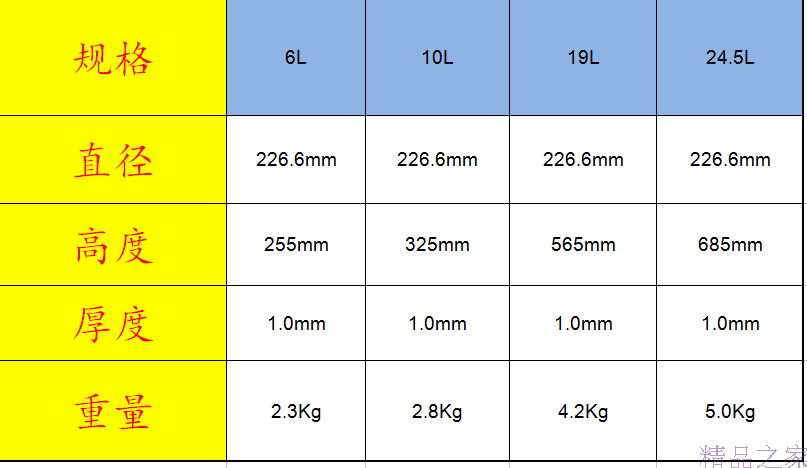 规格 6L 10L 19L 24.5L
直径 226.6mm 226.6mm 226.6mm 226.6mm
高度 255mm 325mm 565mm 685mm
厚度 1.0mm 1.0mm 1.0mm 1.0mm
重量 2.3Kg 2.8Kg 4.2Kg 5.0Kg
精品之家